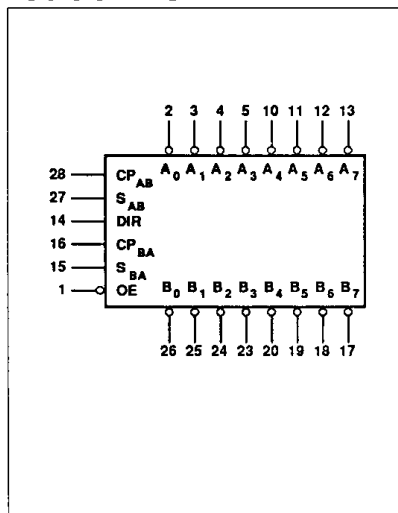 2 3 4 5 10 11 12 13
A0 A1 A2 A3 A4 A5 A6 A7
28 CPAB
27 SAB
14 DIR
16 CPBA
15 SBA
1 OE
B0 B1 B2 B3 B4 B5 B6 B7
26 25 24 23 20 19 18 17